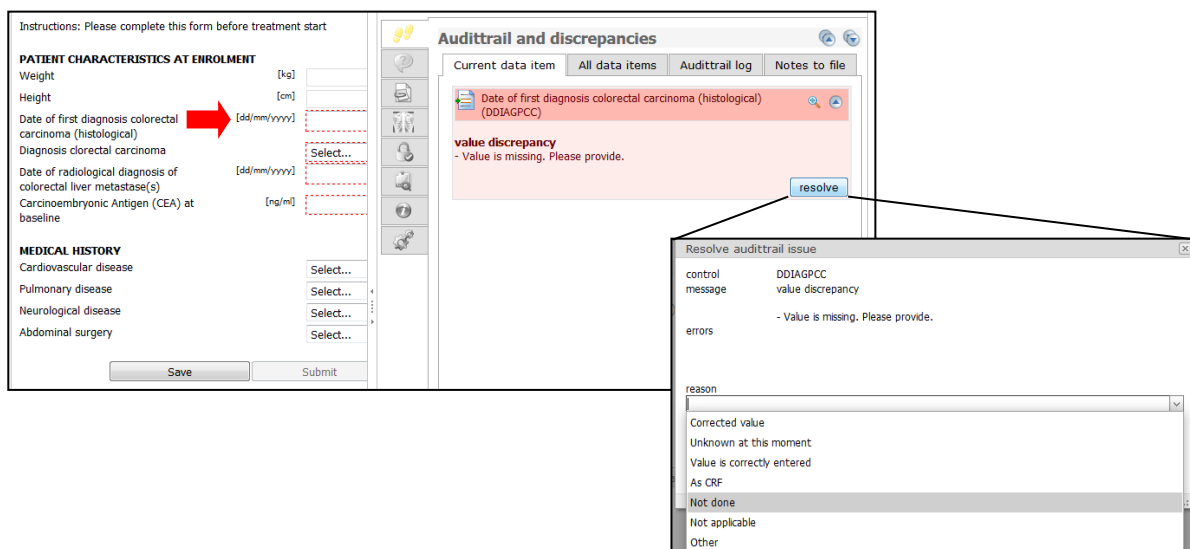 Instructions: Please complete this form before treatment start
PATIENT CHARACTERISTICS AT ENROLMENT
Weight [kg]
Height [cm]
Date of first diagnosis colorectal [dd/mm/yyyy]
carcinoma (histological)
Diagnosis clorectal carcinoma Select...
Date of radiological diagnosis of [dd/mm/yyyy]
colorectal liver metastase(s)
Carcinoembryonic Antigen (CEA) at [ng/ml]
baseline
MEDICAL HISTORY
Cardiovascular disease Select...
Pulmonary disease Select...
Neurological disease Select...
Abdominal surgery Select...
Save Submit
Audittrail and discrepancies
Current data item All data items Audittrail log Notes to file
Date of first diagnosis colorectal carcinoma (histological)
(DDIAGPCC)
value discrepancy
- Value is missing. Please provide.
resolve
Resolve audittrail issue
control DDIAGPCC
message value discrepancy
- Value is missing. Please provide.
errors
reason
Corrected value
Unknown at this moment
Value is correctly entered
As CRF
Not done
Not applicable
Other